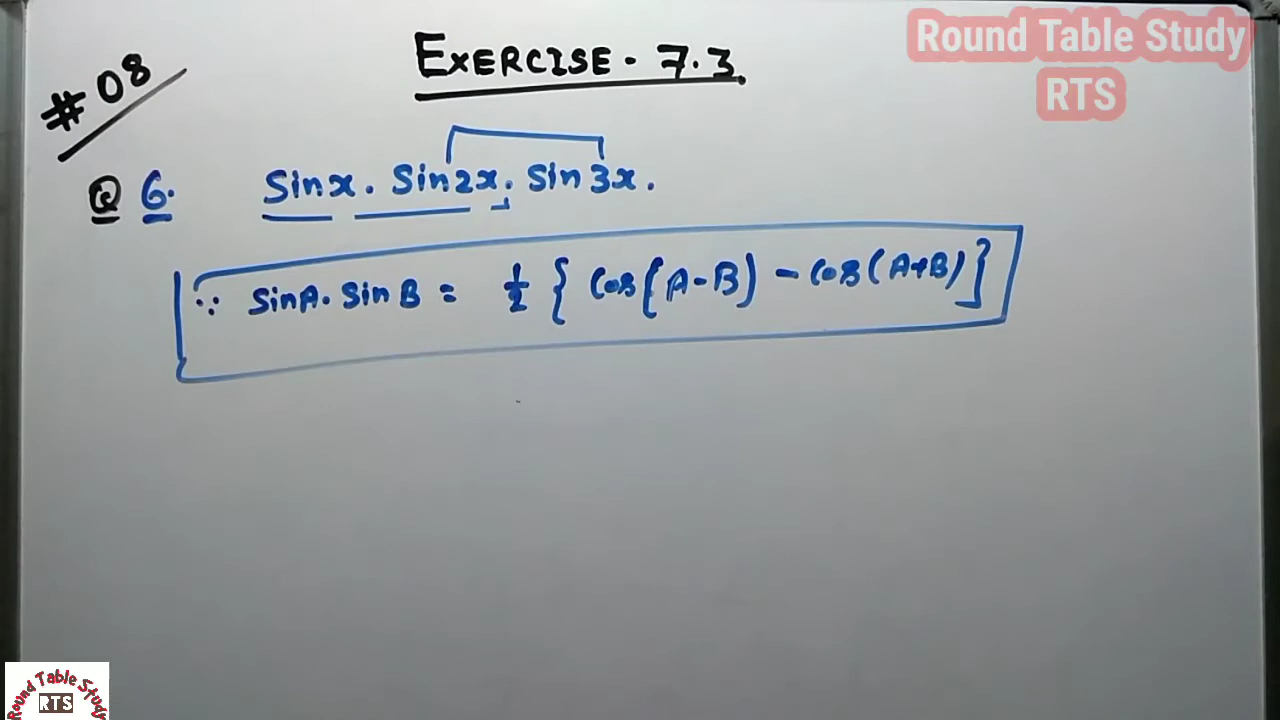 Round Table Study
RTS
# 08
EXERCISE - 7.3.
Q 6. Sinx . Sin2x . Sin3x .
∵ SinA . SinB = 1/2 { Cos(A-B) - Cos(A+B) }
Round Table Study
RTS